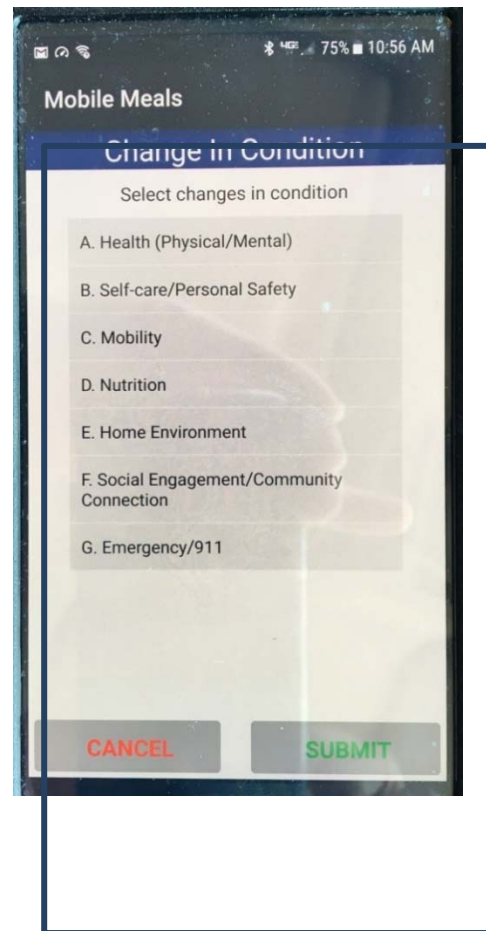 4GE 75% 10:56 AM
Mobile Meals
Change In Condition
Select changes in condition
A. Health (Physical/Mental)
B. Self-care/Personal Safety
C. Mobility
D. Nutrition
E. Home Environment
F. Social Engagement/Community
Connection
G. Emergency/911
CANCEL SUBMIT